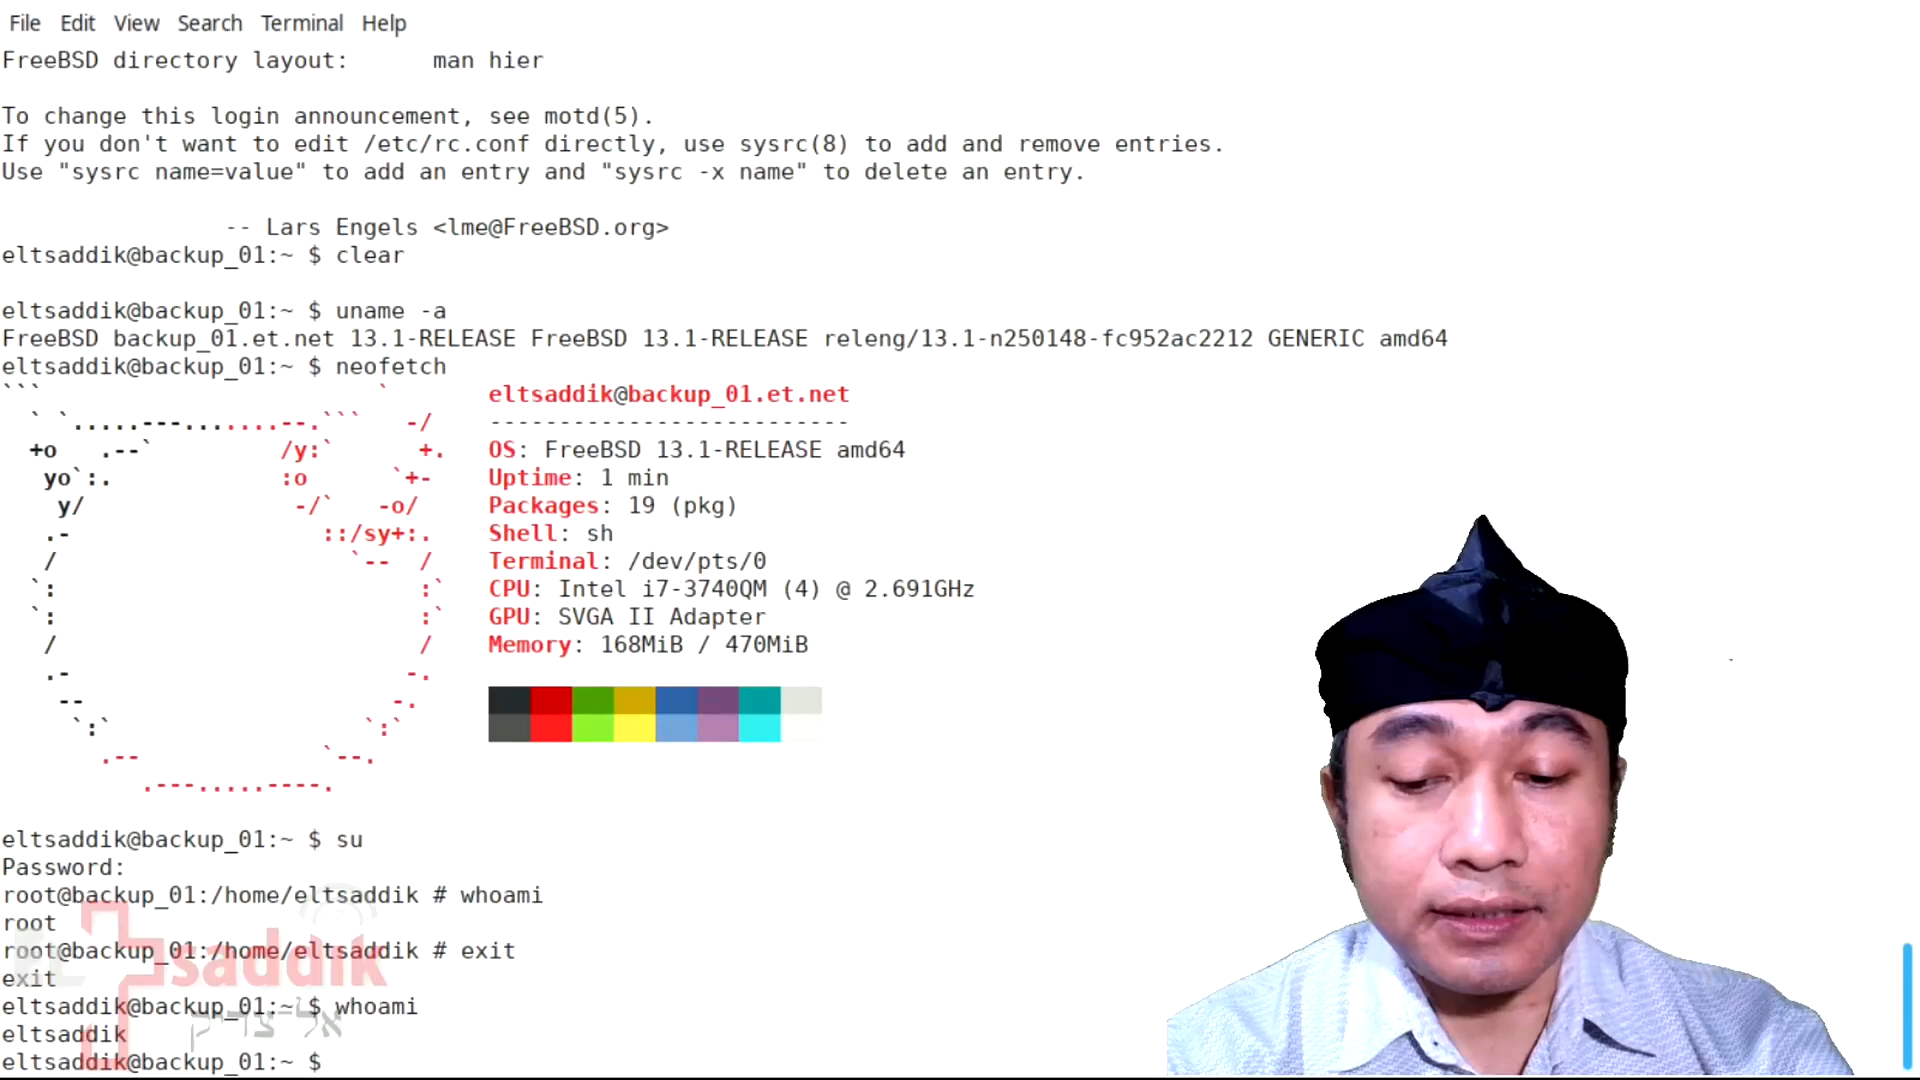 File Edit View Search Terminal Help
FreeBSD directory layout:      man hier
To change this login announcement, see motd(5).
If you don't want to edit /etc/rc.conf directly, use sysrc(8) to add and remove entries.
Use "sysrc name=value" to add an entry and "sysrc -x name" to delete an entry.
-- Lars Engels <lme@FreeBSD.org>
eltsaddik@backup_01:~ $ clear
eltsaddik@backup_01:~ $ uname -a
FreeBSD backup_01.et.net 13.1-RELEASE FreeBSD 13.1-RELEASE releng/13.1-n250148-fc952ac2212 GENERIC amd64
eltsaddik@backup_01:~ $ neofetch
eltsaddik@backup_01.et.net
--------------------------
OS: FreeBSD 13.1-RELEASE amd64
Uptime: 1 min
Packages: 19 (pkg)
Shell: sh
Terminal: /dev/pts/0
CPU: Intel i7-3740QM (4) @ 2.691GHz
GPU: SVGA II Adapter
Memory: 168MiB / 470MiB
eltsaddik@backup_01:~ $ su
Password:
root@backup_01:/home/eltsaddik # whoami
root
root@backup_01:/home/eltsaddik # exit
exit
eltsaddik@backup_01:~ $ whoami
eltsaddik
eltsaddik@backup_01:~ $
saddik
אל-צדיק